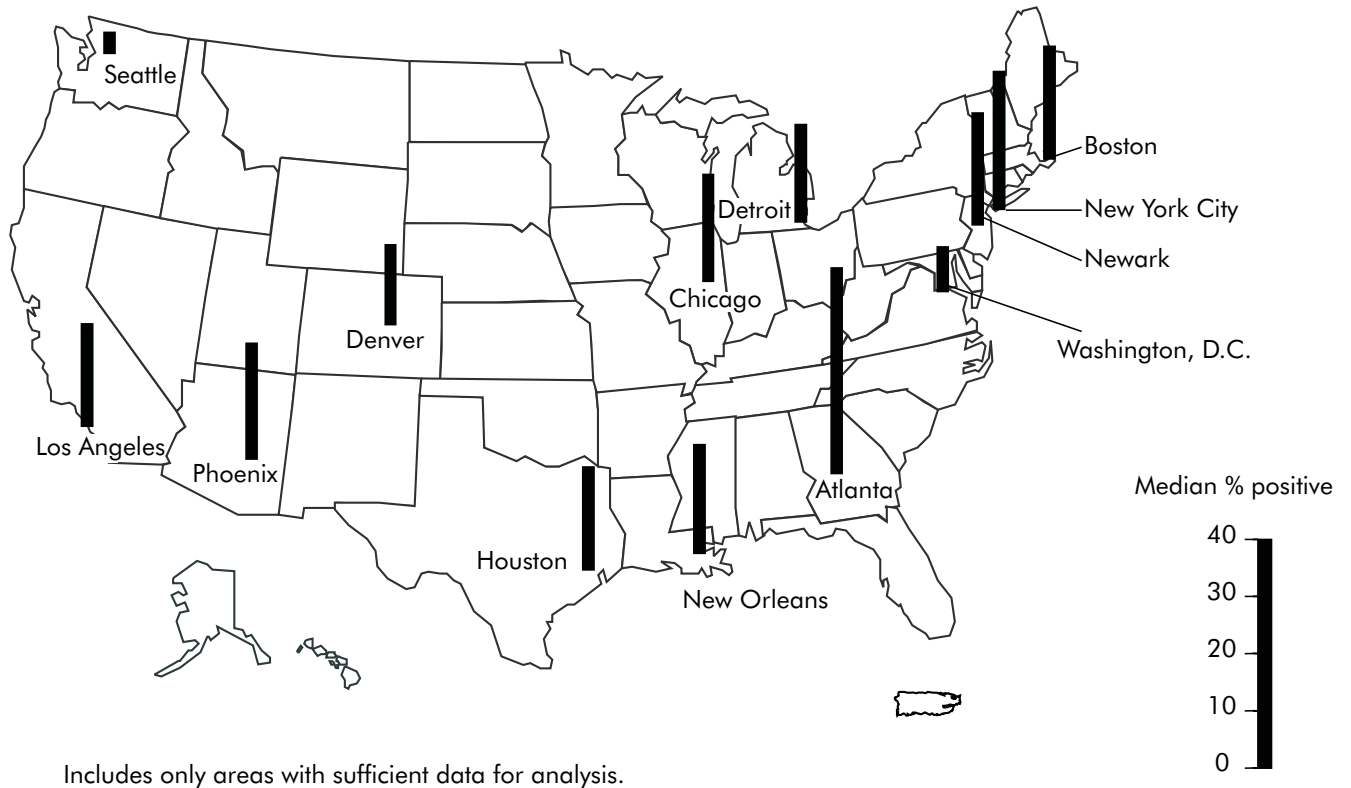 Seattle
Boston
New York City
Detroit
Newark
Chicago
Denver
Washington, D.C.
Los Angeles
Phoenix
Atlanta
Median % positive
40
Houston
30
New Orleans
20
10
0
Includes only areas with sufficient data for analysis.